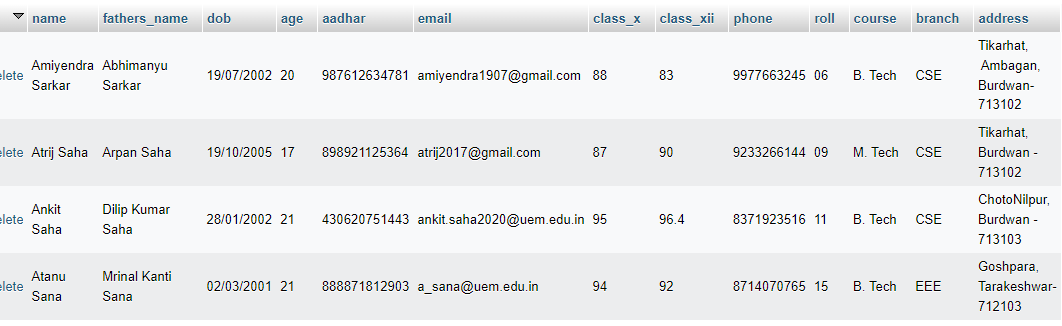 name fathers_name dob age aadhar email class_x class_xii phone roll course branch address
elete Amiyendra Sarkar Abhimanyu Sarkar 19/07/2002 20 987612634781 amiyendra1907@gmail.com 88 83 9977663245 06 B. Tech CSE Tikarhat, Ambagan, Burdwan- 713102
elete Atrij Saha Arpan Saha 19/10/2005 17 898921125364 atrij2017@gmail.com 87 90 9233266144 09 M. Tech CSE Tikarhat, Burdwan - 713102
elete Ankit Saha Dilip Kumar Saha 28/01/2002 21 430620751443 ankit.saha2020@uem.edu.in 95 96.4 8371923516 11 B. Tech CSE ChotoNilpur, Burdwan - 713103
elete Atanu Sana Mrinal Kanti Sana 02/03/2001 21 888871812903 a_sana@uem.edu.in 94 92 8714070765 15 B. Tech EEE Goshpara, Tarakeshwar- 712103